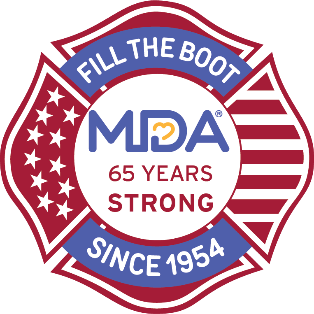 FILL THE BOOT
MDA®
65 YEARS
STRONG
SINCE 1954